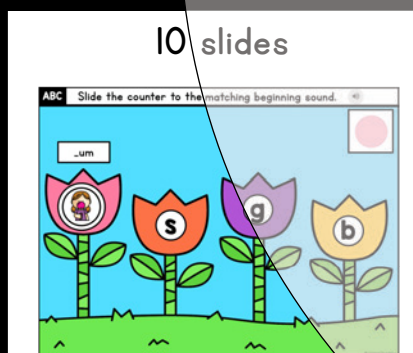 10 slides
ABC Slide the counter to the matching beginning sound.
_um
s g b